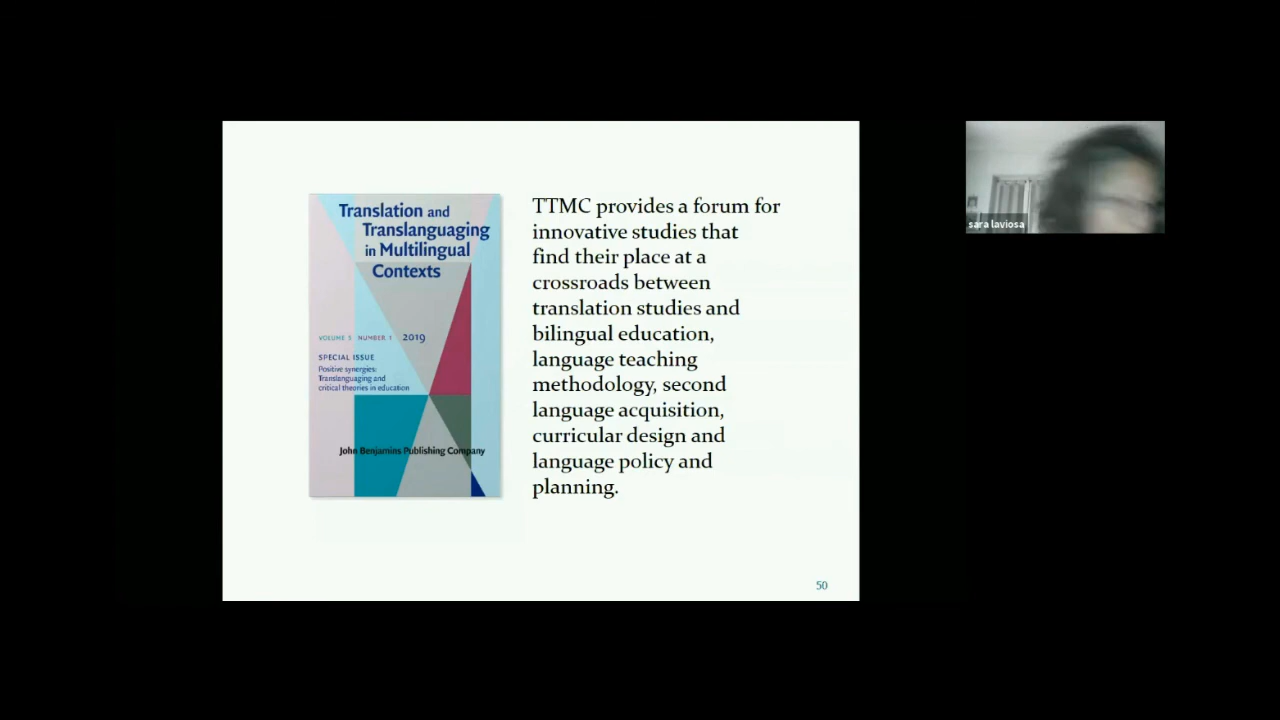 Translation and
Translanguaging
in Multilingual
Contexts
VOLUME 5 NUMBER 1 2019
SPECIAL ISSUE
Positive synergies:
Translanguaging and
critical theories in education
John Benjamins Publishing Company
TTMC provides a forum for
innovative studies that
find their place at a
crossroads between
translation studies and
bilingual education,
language teaching
methodology, second
language acquisition,
curricular design and
language policy and
planning.
50
sara laviosa